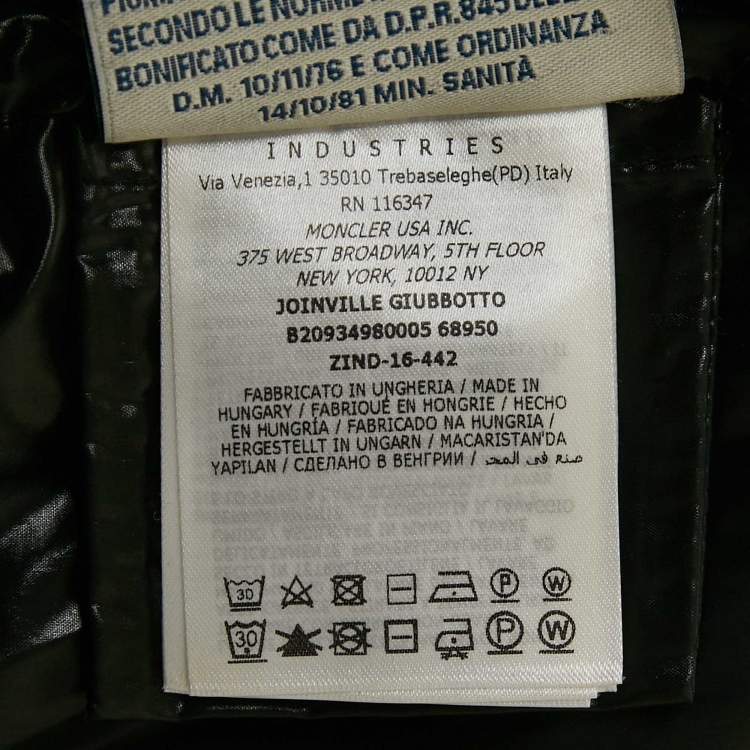 SECONDO LE NORME
BONIFICATO COME DA D.P.R. 845
D.M. 10/11/76 E COME ORDINANZA
14/10/81 MIN. SANITÀ
INDUSTRIES
Via Venezia,1 35010 Trebaseleghe(PD) Italy
RN 116347
MONCLER USA INC.
375 WEST BROADWAY, 5TH FLOOR
NEW YORK, 10012 NY
JOINVILLE GIUBBOTTO
B20934980005 68950
ZIND-16-442
FABBRICATO IN UNGHERIA / MADE IN
HUNGARY / FABRIQUÉ EN HONGRIE / HECHO
EN HUNGRÍA / FABRICADO NA HUNGRIA /
HERGESTELLT IN UNGARN / MACARISTAN'DA
YAPILAN / СДЕЛАНО В ВЕНГРИИ / صنع في المجر
30 P W
30 P W